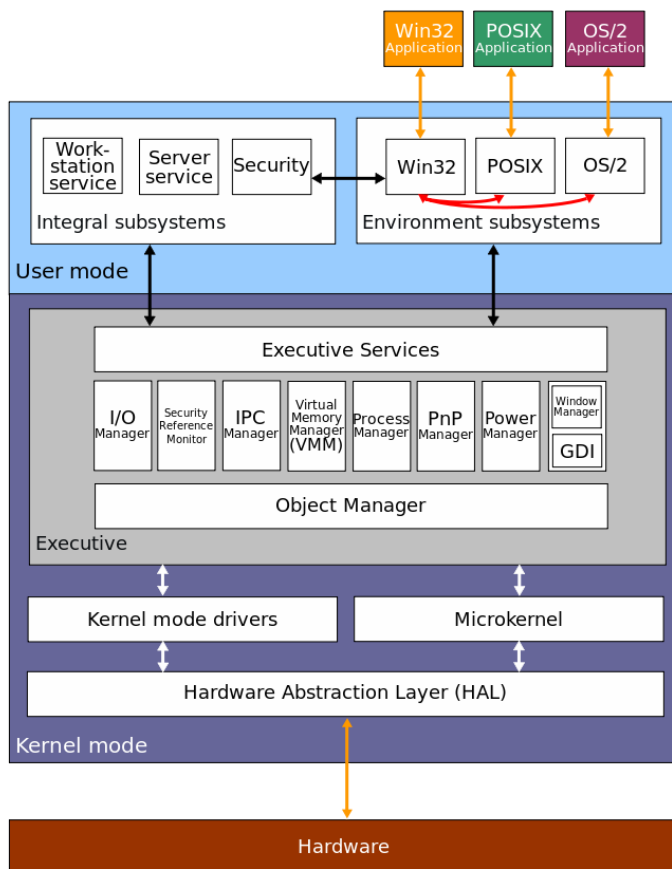 Win32
Application
POSIX
Application
OS/2
Application
Work-
station
service
Server
service
Security
Integral subsystems
Win32
POSIX
OS/2
Environment subsystems
User mode
Executive Services
I/O
Manager
Security
Reference
Monitor
IPC
Manager
Virtual
Memory
Manager
(VMM)
Process
Manager
PnP
Manager
Power
Manager
Window
Manager
GDI
Object Manager
Executive
Kernel mode drivers
Microkernel
Hardware Abstraction Layer (HAL)
Kernel mode
Hardware